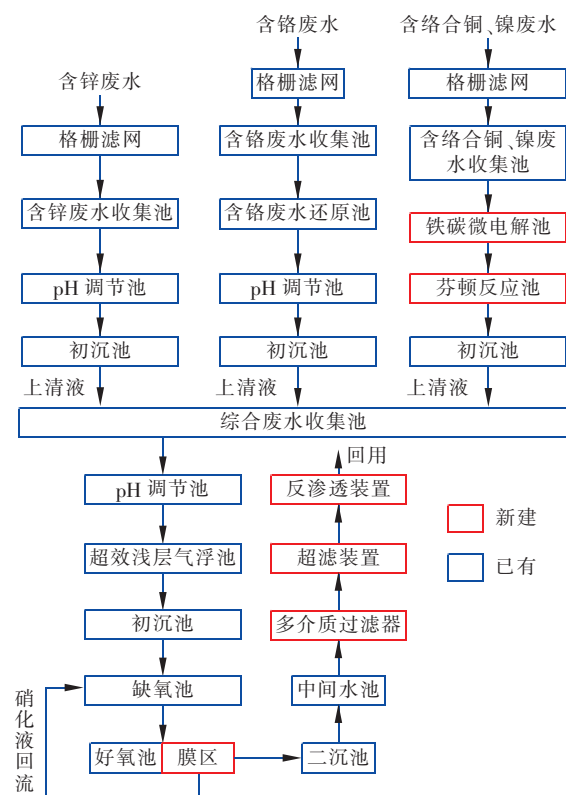 含锌废水
格栅滤网
含锌废水收集池
pH 调节池
初沉池
上清液
含铬废水
格栅滤网
含铬废水收集池
含铬废水还原池
pH 调节池
初沉池
上清液
含络合铜、镍废水
格栅滤网
含络合铜、镍废
水收集池
铁碳微电解池
芬顿反应池
初沉池
上清液
综合废水收集池
pH 调节池
超效浅层气浮池
初沉池
缺氧池
好氧池
膜区
硝化液回流
二沉池
中间水池
多介质过滤器
超滤装置
反渗透装置
回用
新建
已有